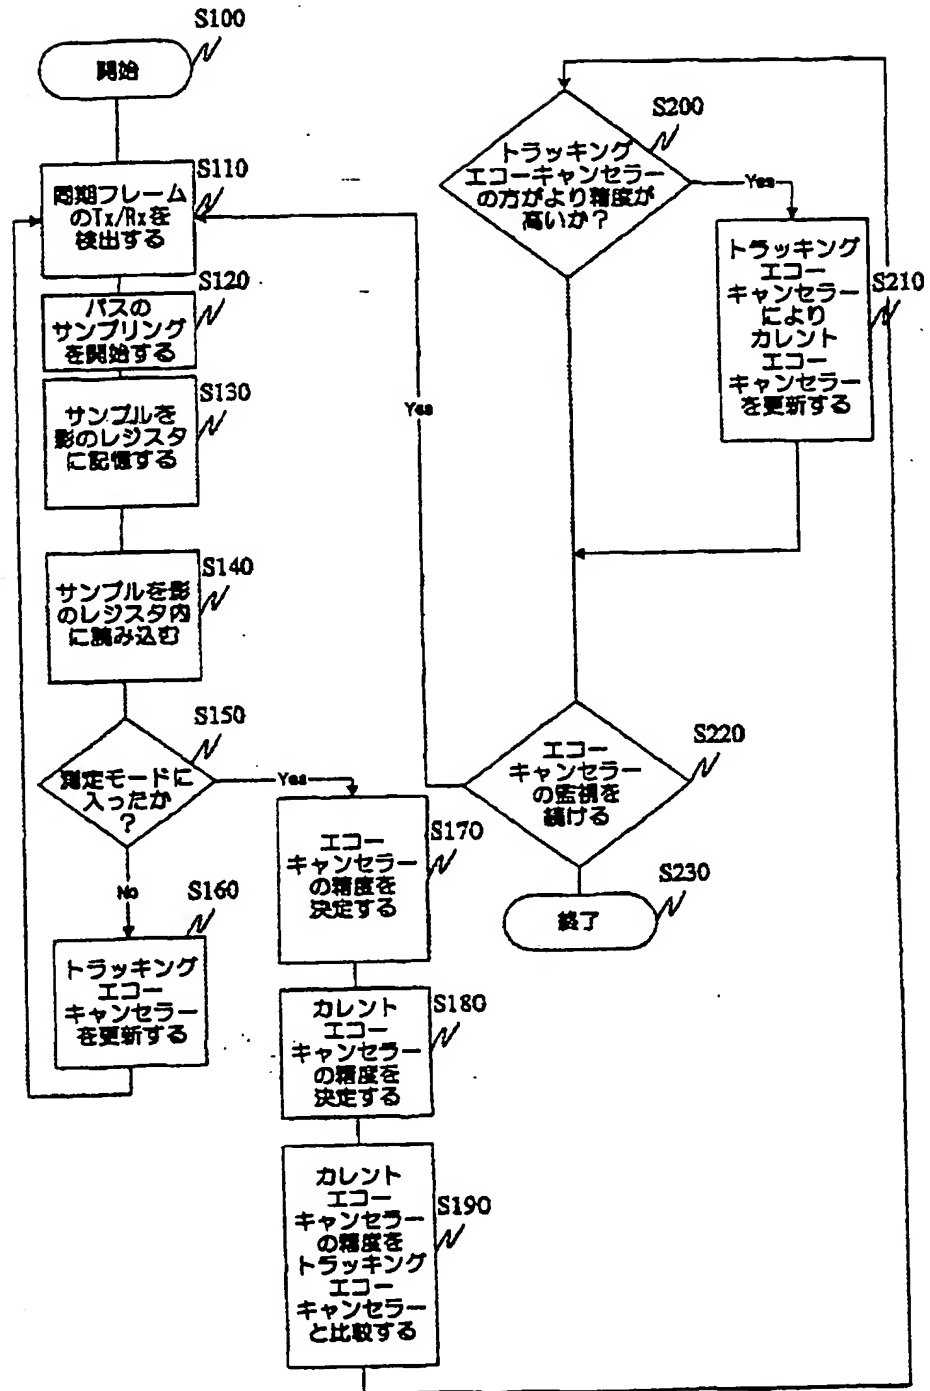 S100
開始
S110
同期フレーム
のTx/Rxを
検出する
S120
バスの
サンプリング
を開始する
S130
サンプルを
影のレジスタ
に記憶する
S140
サンプルを影
のレジスタ内
に読み込む
S150
測定モードに
入ったか
?
Yes
No
S160
トラッキング
エコー
キャンセラー
を更新する
S170
エコー
キャンセラー
の精度を
決定する
S180
カレント
エコー
キャンセラー
の精度を
決定する
S190
カレント
エコー
キャンセラー
の精度を
トラッキング
エコー
キャンセラー
と比較する
S200
トラッキング
エコーキャンセラー
の方がより精度が
高いか?
Yes
S210
トラッキング
エコー
キャンセラー
により
カレント
エコー
キャンセラー
を更新する
S220
エコー
キャンセラー
の監視を
続ける
Yes
S230
終了